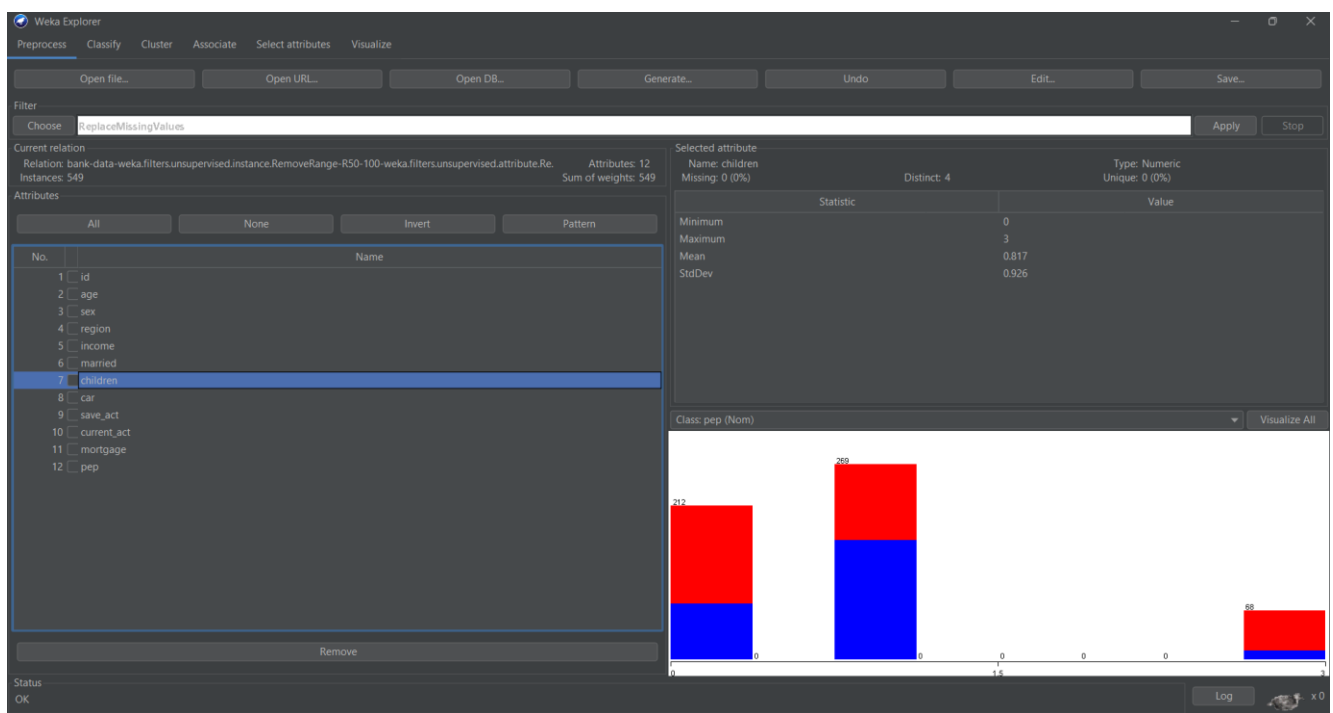 Weka Explorer
Preprocess Classify Cluster Associate Select attributes Visualize
Open file... Open URL... Open DB... Generate... Undo Edit... Save...
Filter
Choose ReplaceMissingValues Apply Stop
Current relation
Relation: bank-data-weka.filters.unsupervised.instance.RemoveRange-R50-100-weka.filters.unsupervised.attribute.Re. Attributes: 12
Instances: 549 Sum of weights: 549
Selected attribute
Name: children Type: Numeric
Missing: 0 (0%) Distinct: 4 Unique: 0 (0%)
Statistic Value
Minimum 0
Maximum 3
Mean 0.817
StdDev 0.926
Attributes
All None Invert Pattern
No. Name
1 id
2 age
3 sex
4 region
5 income
6 married
7 children
8 car
9 save_act
10 current_act
11 mortgage
12 pep
Remove
Class: pep (Nom) Visualize All
269
212
68
0 0 0 0 0
0 1.5 3
Status
OK
Log x 0